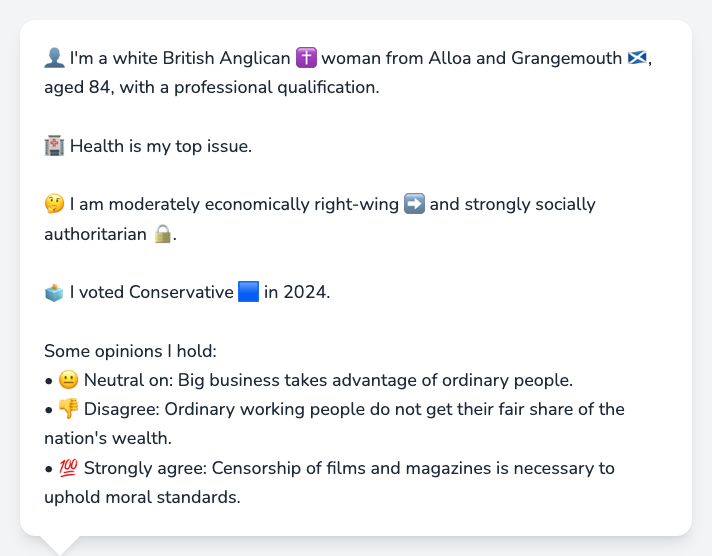 👤 I'm a white British Anglican ✝️ woman from Alloa and Grangemouth 🏴󠁧󠁢󠁳󠁣󠁴󠁿,
aged 84, with a professional qualification.
🏥 Health is my top issue.
🤔 I am moderately economically right-wing ➡️ and strongly socially
authoritarian 🔒.
🗳️ I voted Conservative 🟦 in 2024.
Some opinions I hold:
• 😐 Neutral on: Big business takes advantage of ordinary people.
• 👎 Disagree: Ordinary working people do not get their fair share of the
nation's wealth.
• 💯 Strongly agree: Censorship of films and magazines is necessary to
uphold moral standards.